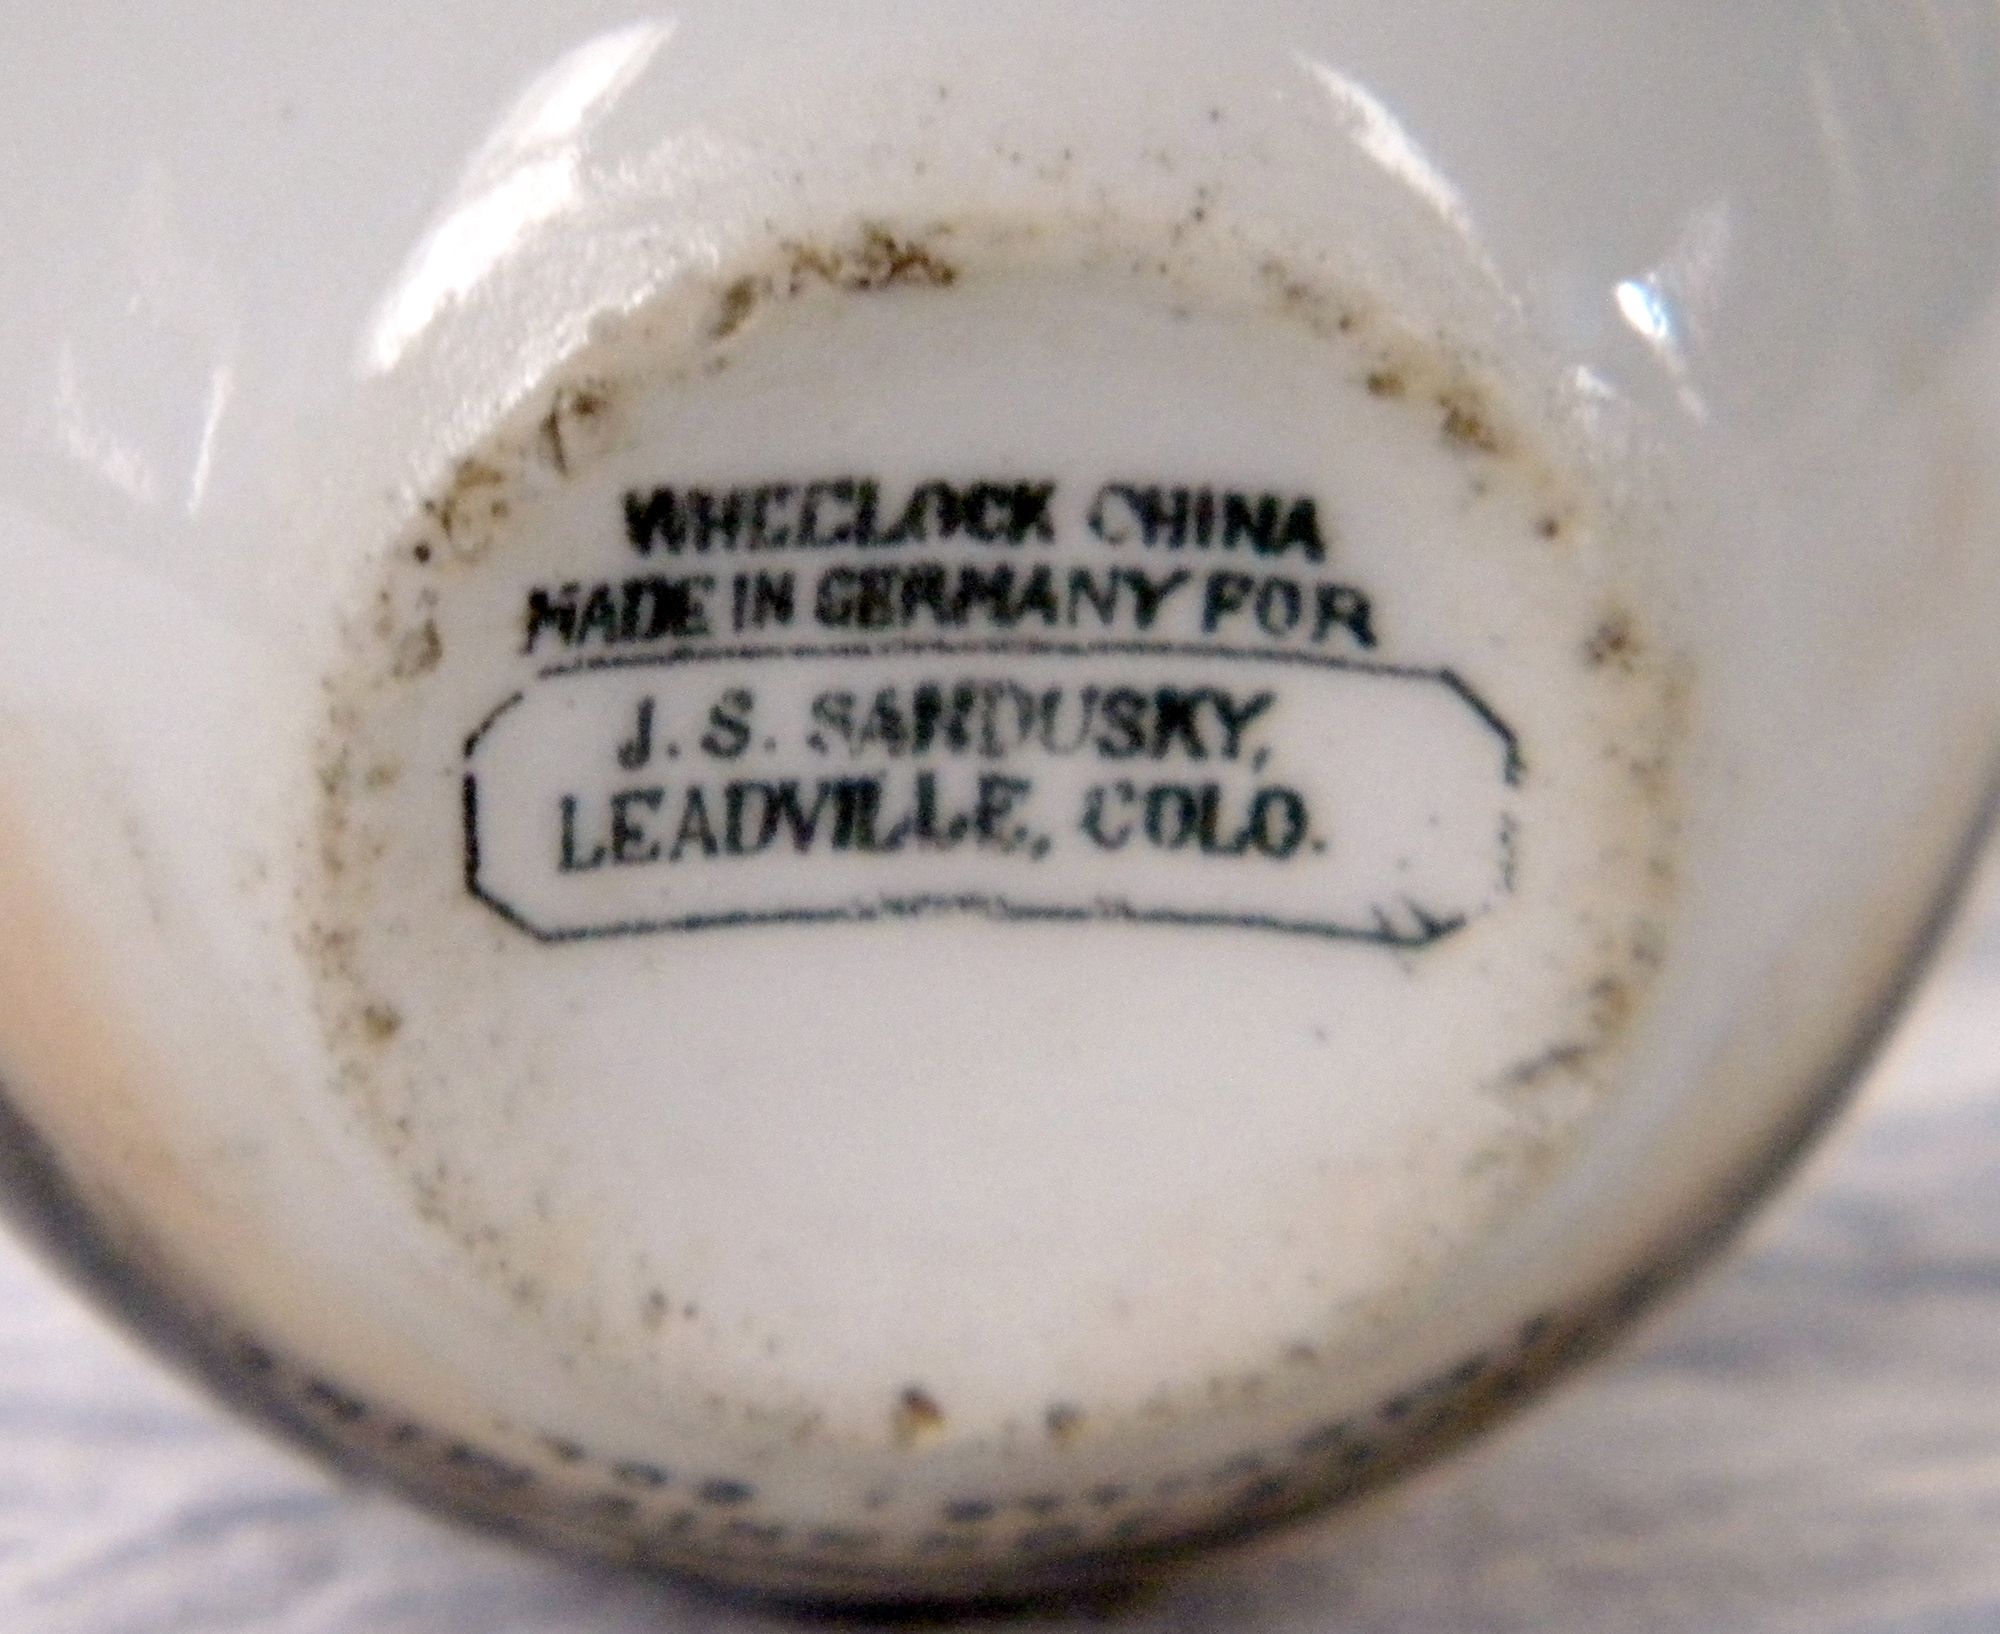 WHEELOCK CHINA
MADE IN GERMANY FOR
J. S. SANDUSKY,
LEADVILLE, COLO.